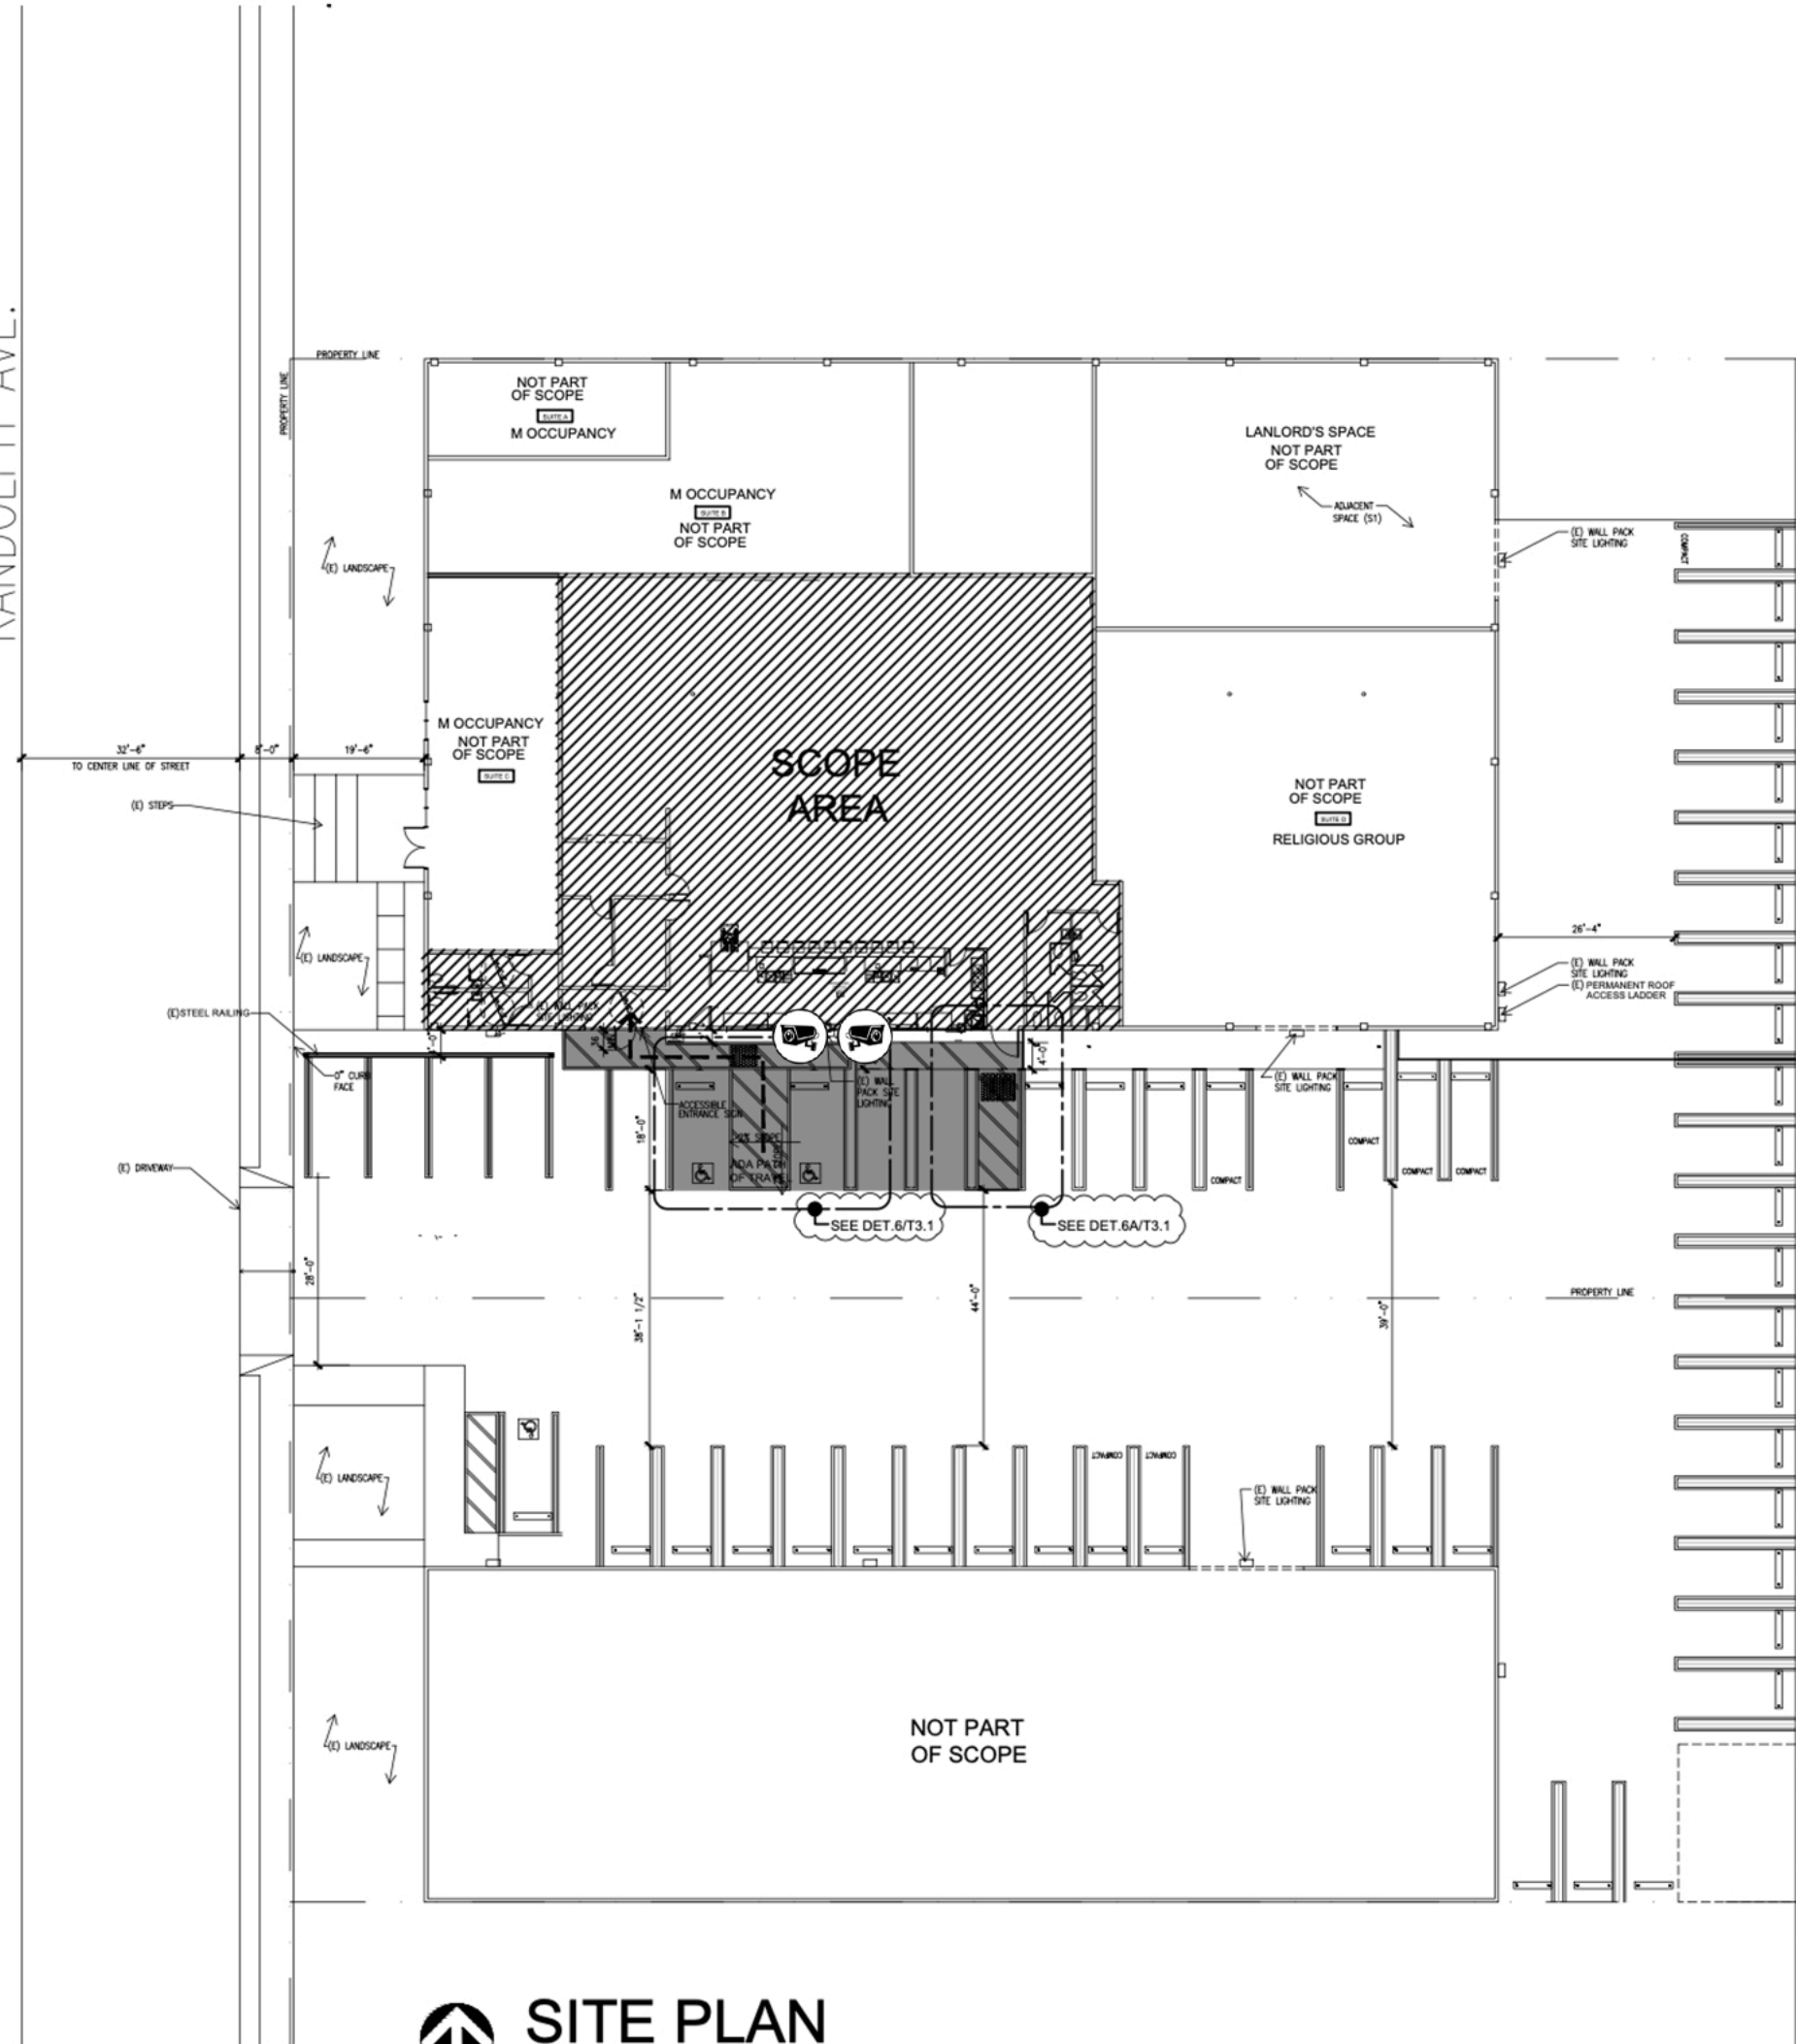 RANDOLPH AVE.
PROPERTY LINE
PROPERTY LINE
NOT PART
OF SCOPE
SUITE A
M OCCUPANCY
LANLORD'S SPACE
NOT PART
OF SCOPE
ADJACENT
SPACE (S1)
M OCCUPANCY
SUITE B
NOT PART
OF SCOPE
(E) WALL PACK
SITE LIGHTING
COMPACT
(E) LANDSCAPE
M OCCUPANCY
NOT PART
OF SCOPE
SUITE C
32'-6"
TO CENTER LINE OF STREET
8'-0"
19'-6"
SCOPE
AREA
(E) STEPS
NOT PART
OF SCOPE
RELIGIOUS GROUP
26'-4"
(E) LANDSCAPE
(E) WALL PACK
SITE LIGHTING
(E) PERMANENT ROOF
ACCESS LADDER
(E) WALL PACK
SITE LIGHTING
(E)STEEL RAILING
0" CURB
FACE
4'-0"
(E) WALL
PACK SITE
LIGHTING
(E) WALL PACK
SITE LIGHTING
ACCESSIBLE
ENTRANCE SIGN
18'-0"
2% SLOPE
ADA PATH
OF TRAVEL
COMPACT
COMPACT
COMPACT
COMPACT
(E) DRIVEWAY
SEE DET.6/T3.1
SEE DET.6A/T3.1
28'-0"
38'-1 1/2"
44'-0"
39'-0"
PROPERTY LINE
COMPACT
COMPACT
(E) LANDSCAPE
(E) WALL PACK
SITE LIGHTING
NOT PART
OF SCOPE
(E) LANDSCAPE
SITE PLAN